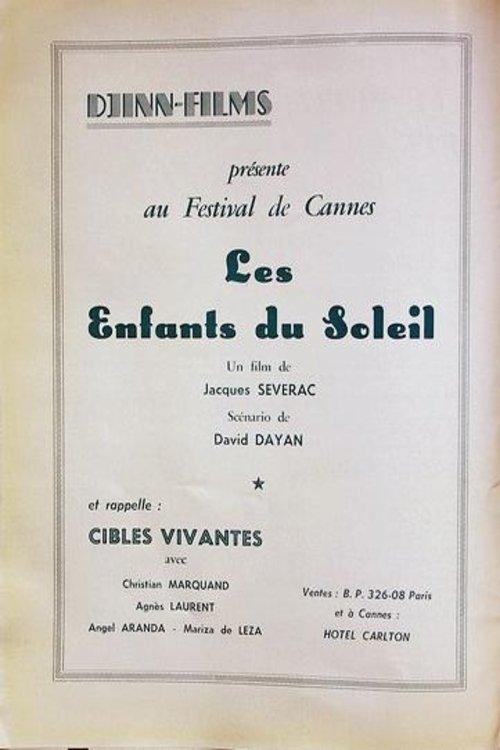 DJINN-FILMS
présente
au Festival de Cannes
Les
Enfants du Soleil
Un film de
Jacques SEVERAC
Scénario de
David DAYAN
★
et rappelle :
CIBLES VIVANTES
avec
Christian MARQUAND
Agnès LAURENT
Angel ARANDA - Mariza de LEZA
Ventes : B. P. 326-08 Paris
et à Cannes :
HOTEL CARLTON